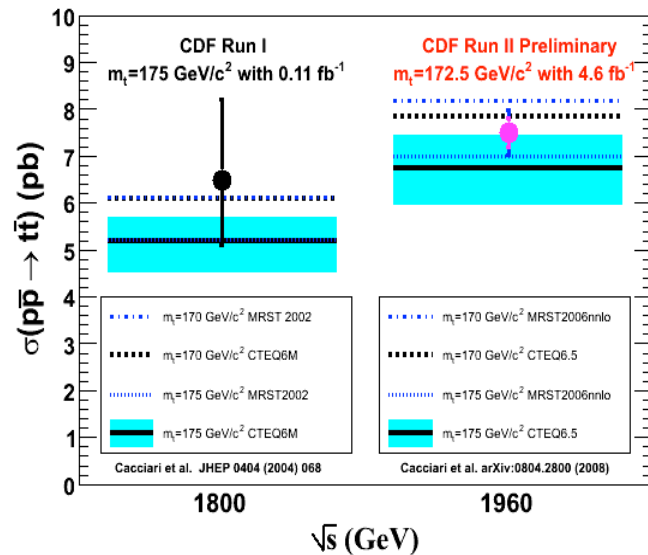 CDF Run I
m_t=175 GeV/c² with 0.11 fb⁻¹
CDF Run II Preliminary
m_t=172.5 GeV/c² with 4.6 fb⁻¹
σ(pp̅ → tt̅) (pb)
10
9
8
7
6
5
4
3
2
1
0
m_t=170 GeV/c² MRST 2002
m_t=170 GeV/c² CTEQ6M
m_t=175 GeV/c² MRST2002
m_t=175 GeV/c² CTEQ6M
Cacciari et al. JHEP 0404 (2004) 068
m_t=170 GeV/c² MRST2006nnlo
m_t=170 GeV/c² CTEQ6.5
m_t=175 GeV/c² MRST2006nnlo
m_t=175 GeV/c² CTEQ6.5
Cacciari et al. arXiv:0804.2800 (2008)
1800
1960
√s (GeV)